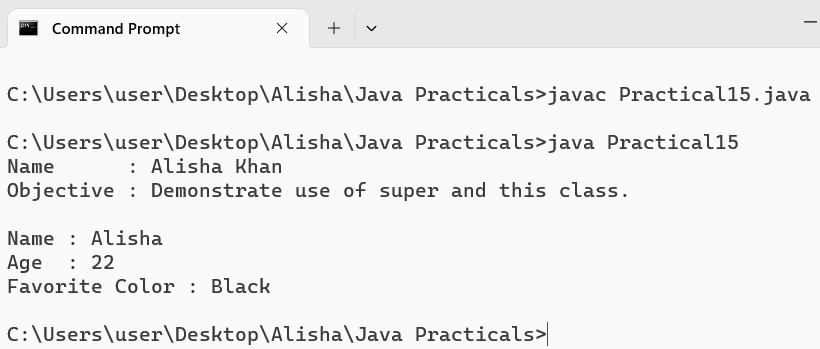 Command Prompt
C:\Users\user\Desktop\Alisha\Java Practicals>javac Practical15.java
C:\Users\user\Desktop\Alisha\Java Practicals>java Practical15
Name      : Alisha Khan
Objective : Demonstrate use of super and this class.
Name : Alisha
Age  : 22
Favorite Color : Black
C:\Users\user\Desktop\Alisha\Java Practicals>